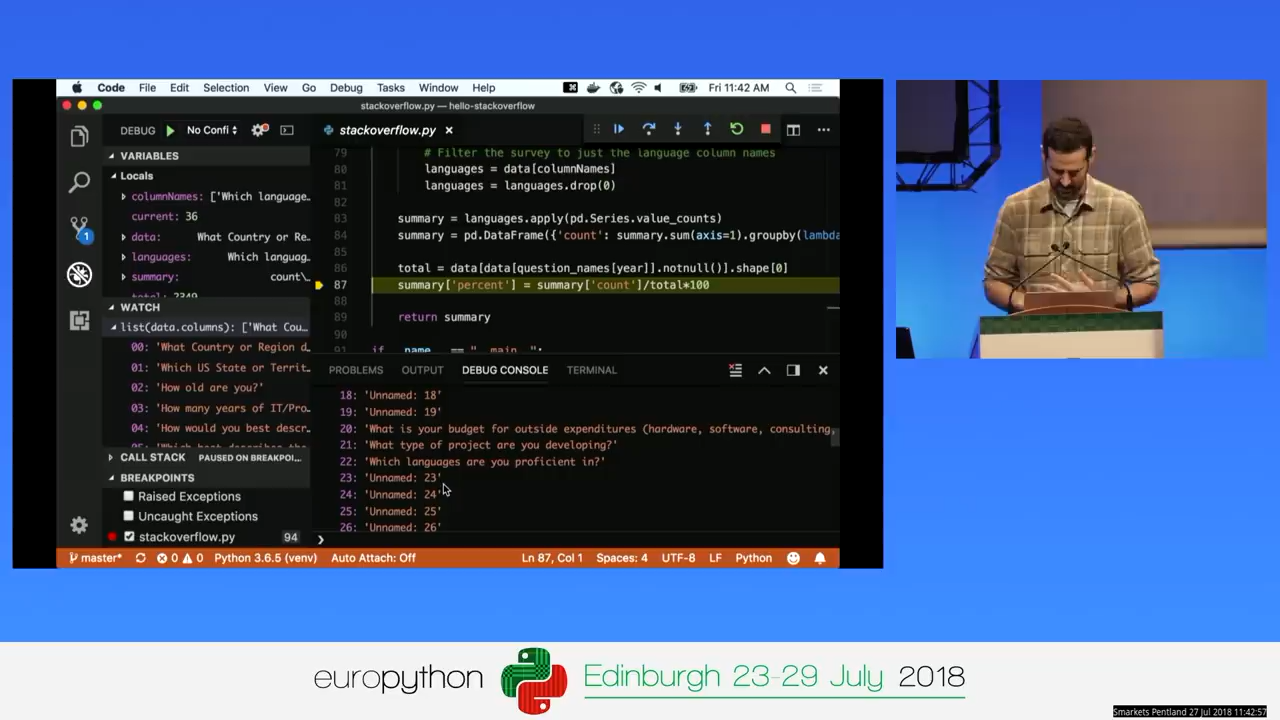 Code File Edit Selection View Go Debug Tasks Window Help Fri 11:42 AM
stackoverflow.py — hello-stackoverflow
DEBUG No Confi
stackoverflow.py
VARIABLES
Locals
columnNames: ['Which language…
current: 36
data: What Country or Re…
languages: Which languag…
summary: count\…
total: 2349
WATCH
list(data.columns): ['What Cou…
00: 'What Country or Region d…
01: 'Which US State or Territ…
02: 'How old are you?'
03: 'How many years of IT/Pro…
04: 'How would you best descr…
05: 'Which best describes the
CALL STACK PAUSED ON BREAKPOI…
BREAKPOINTS
Raised Exceptions
Uncaught Exceptions
stackoverflow.py 94
79 # Filter the survey to just the language column names
80 languages = data[columnNames]
81 languages = languages.drop(0)
82
83 summary = languages.apply(pd.Series.value_counts)
84 summary = pd.DataFrame({'count': summary.sum(axis=1).groupby(lambda
85
86 total = data[data[question_names[year]].notnull()].shape[0]
87 summary['percent'] = summary['count']/total*100
88
89 return summary
90
91 if __name__ == "__main__":
PROBLEMS OUTPUT DEBUG CONSOLE TERMINAL
18: 'Unnamed: 18'
19: 'Unnamed: 19'
20: 'What is your budget for outside expenditures (hardware, software, consulting,
21: 'What type of project are you developing?'
22: 'Which languages are you proficient in?'
23: 'Unnamed: 23'
24: 'Unnamed: 24'
25: 'Unnamed: 25'
26: 'Unnamed: 26'
master* 0 0 Python 3.6.5 (venv) Auto Attach: Off Ln 87, Col 1 Spaces: 4 UTF-8 LF Python
1
europython Edinburgh 23-29 July 2018
Smarkets Pentland 27 Jul 2018 11:42:57